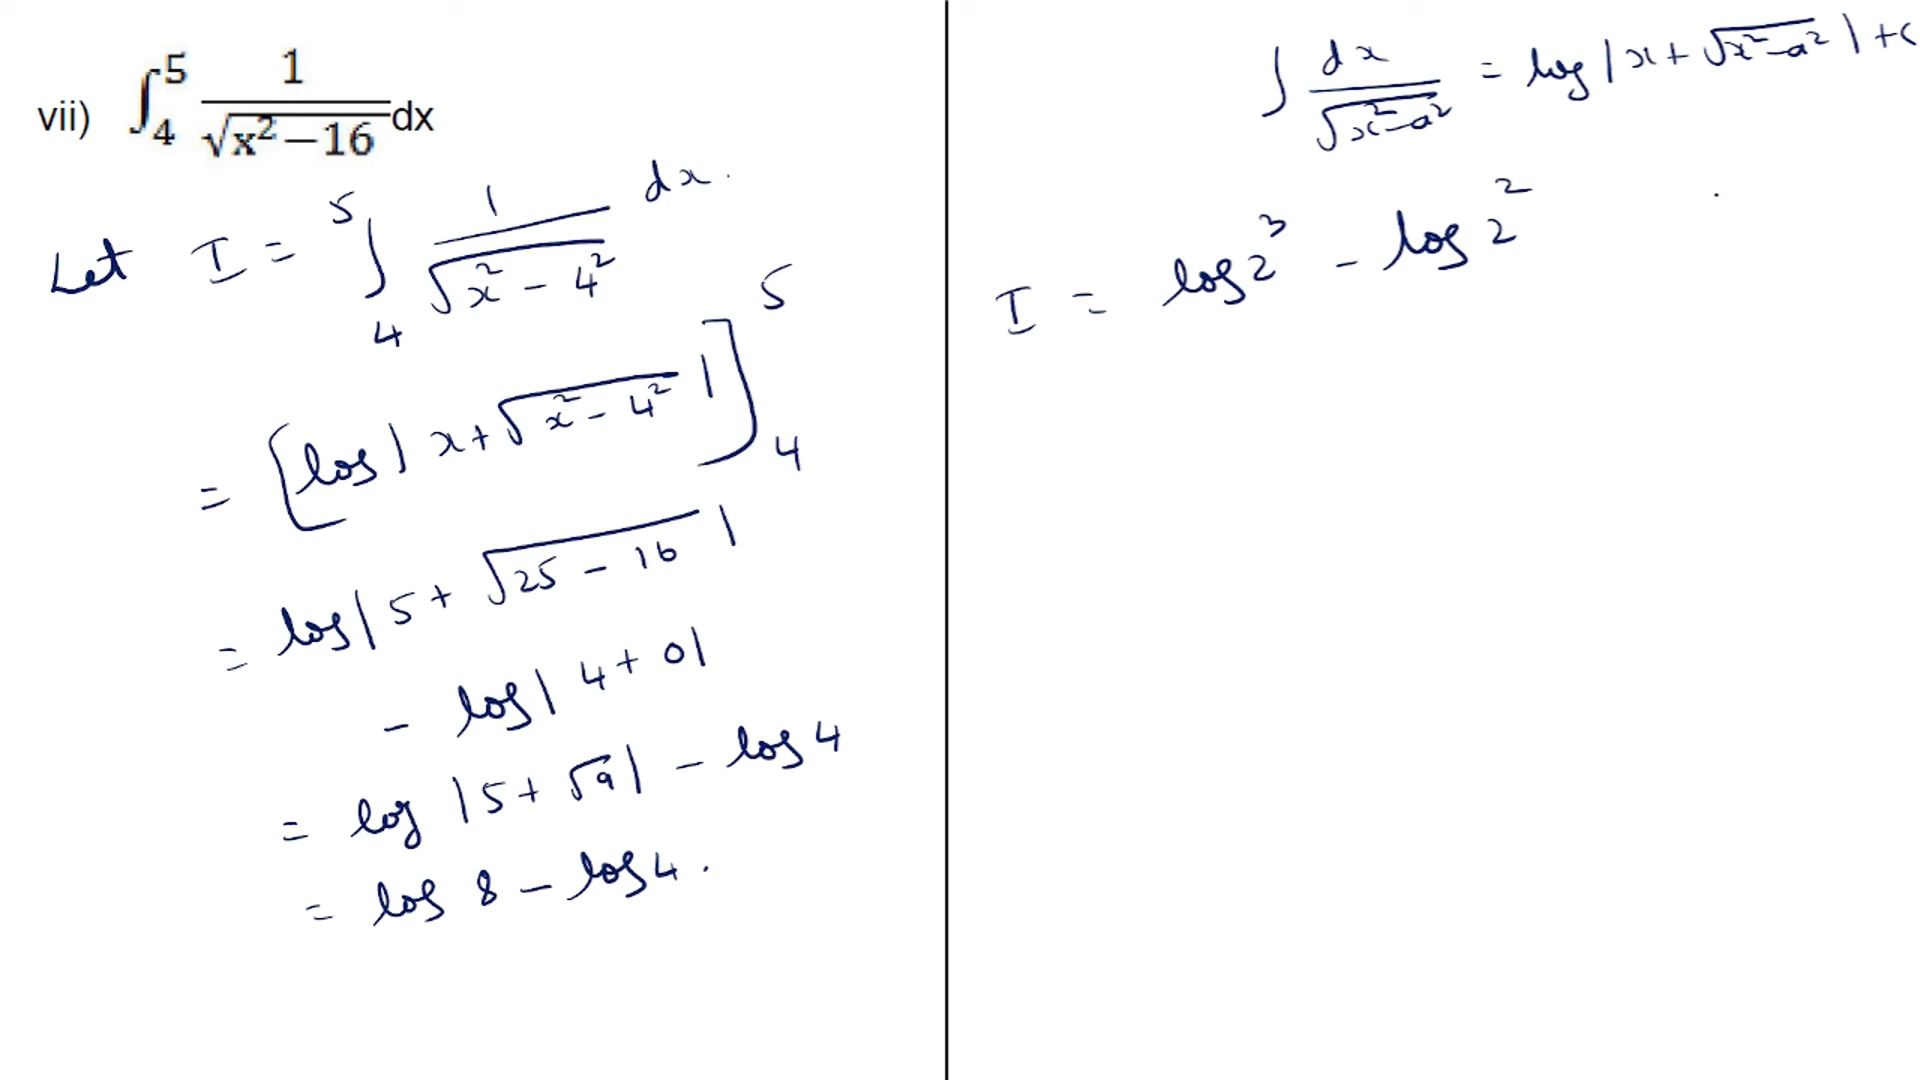 vii) ∫₄⁵ 1/√(x²−16) dx
Let I = ∫₄⁵ 1/√(x² − 4²) dx.
= [log | x + √(x² − 4²) |]₄⁵
= log | 5 + √(25 − 16) |
− log | 4 + 0 |
= log | 5 + √9 | − log 4
= log 8 − log 4 .
∫ dx/√(x²−a²) = log | x + √(x²−a²) | + c
I = log 2³ − log 2²